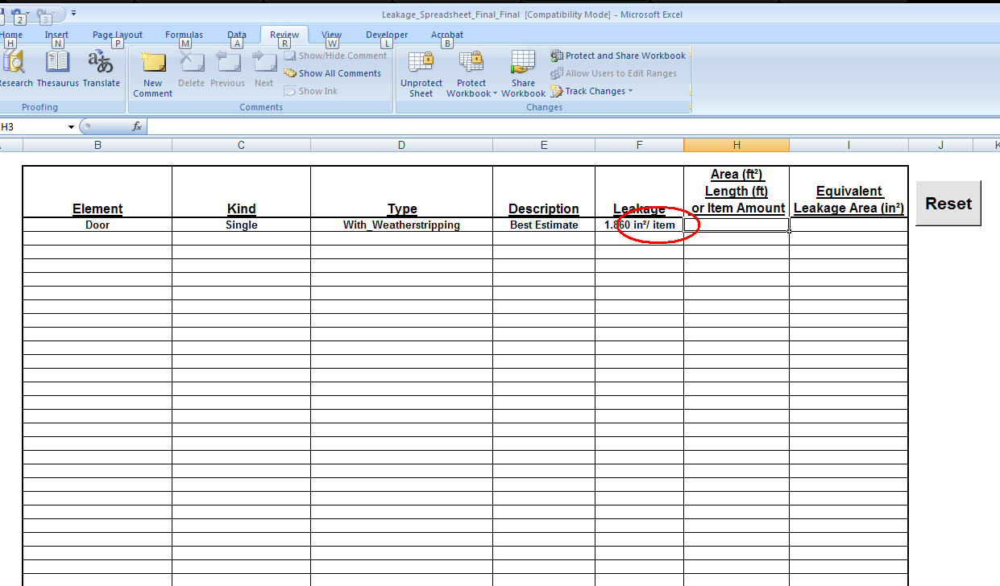 Leakage_Spreadsheet_Final_Final [Compatibility Mode] - Microsoft Excel
2 3
Home Insert Page Layout Formulas Data Review View Developer Acrobat
H N P M A R W L B
Research Thesaurus Translate
Proofing
New Comment Delete Previous Next
Show/Hide Comment
Show All Comments
Show Ink
Comments
Unprotect Sheet Protect Workbook Share Workbook
Protect and Share Workbook
Allow Users to Edit Ranges
Track Changes
Changes
H3 fx
B C D E F H I J K
Element Kind Type Description Leakage Area (ft²) Length (ft) or Item Amount Equivalent Leakage Area (in²)
Door Single With_Weatherstripping Best Estimate 1.860 in²/ item
Reset